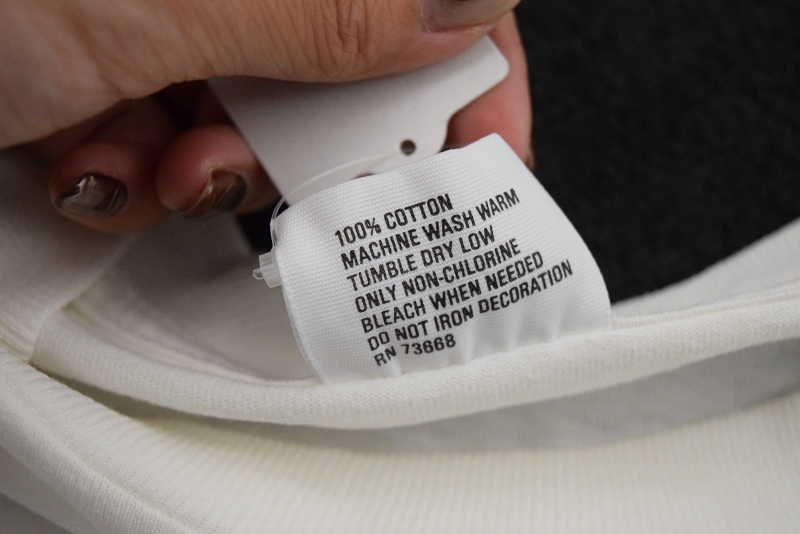 100% COTTON
MACHINE WASH WARM
TUMBLE DRY LOW
ONLY NON-CHLORINE
BLEACH WHEN NEEDED
DO NOT IRON DECORATION
RN 73668